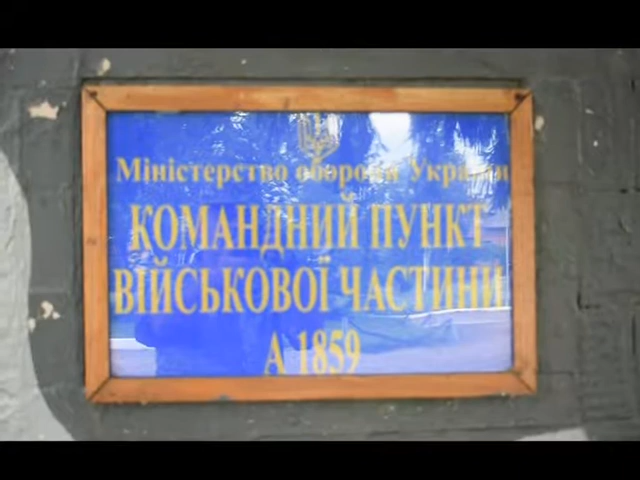 Міністерство оборони України
КОМАНДНИЙ ПУНКТ
ВІЙСЬКОВОЇ ЧАСТИНИ
А 1859